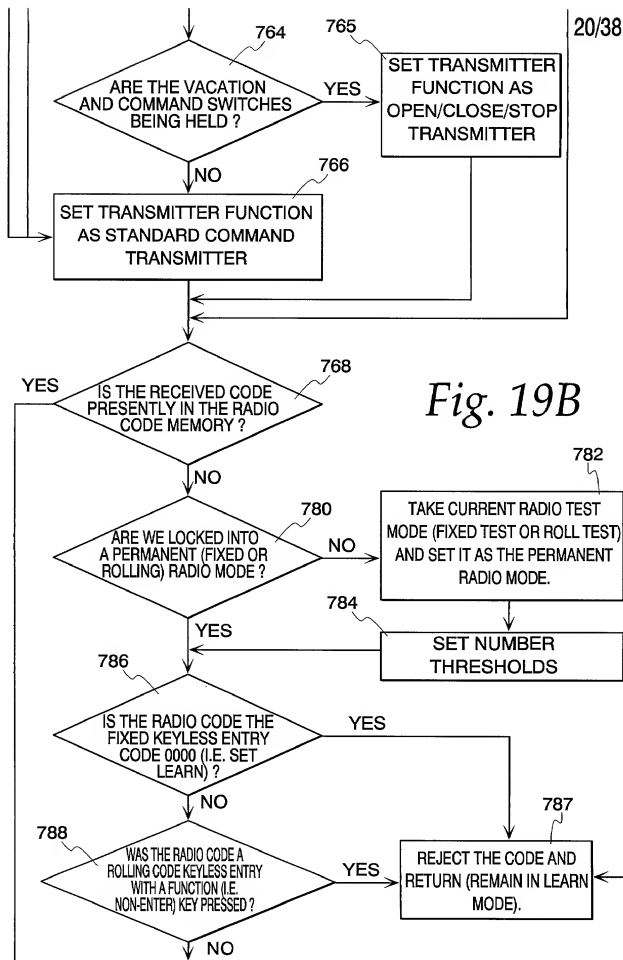 20/38
764
ARE THE VACATION
AND COMMAND SWITCHES
BEING HELD ?
YES
765
SET TRANSMITTER
FUNCTION AS
OPEN/CLOSE/STOP
TRANSMITTER
NO
766
SET TRANSMITTER FUNCTION
AS STANDARD COMMAND
TRANSMITTER
YES
768
IS THE RECEIVED CODE
PRESENTLY IN THE RADIO
CODE MEMORY ?
Fig. 19B
NO
780
ARE WE LOCKED INTO
A PERMANENT (FIXED OR
ROLLING) RADIO MODE ?
NO
782
TAKE CURRENT RADIO TEST
MODE (FIXED TEST OR ROLL TEST)
AND SET IT AS THE PERMANENT
RADIO MODE.
YES
784
SET NUMBER
THRESHOLDS
786
IS THE RADIO CODE THE
FIXED KEYLESS ENTRY
CODE 0000 (I.E. SET
LEARN) ?
YES
NO
788
WAS THE RADIO CODE A
ROLLING CODE KEYLESS ENTRY
WITH A FUNCTION (I.E.
NON-ENTER) KEY PRESSED ?
YES
787
REJECT THE CODE AND
RETURN (REMAIN IN LEARN
MODE).
NO